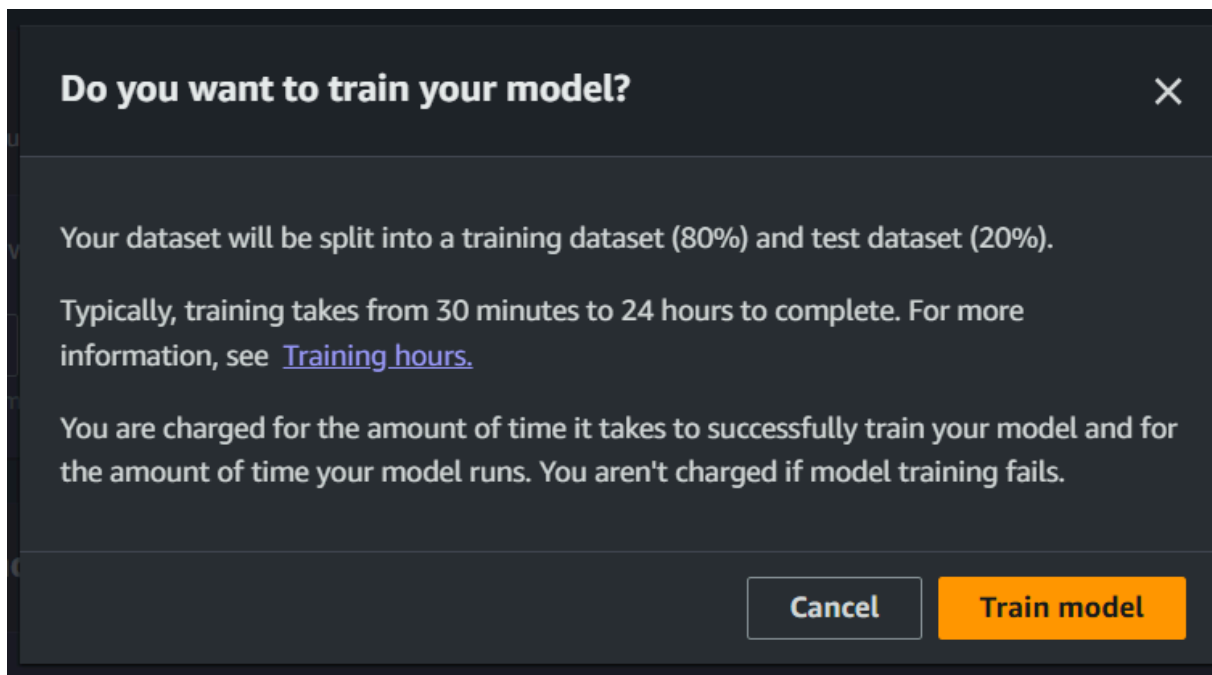 Do you want to train your model?
Your dataset will be split into a training dataset (80%) and test dataset (20%).
Typically, training takes from 30 minutes to 24 hours to complete. For more
information, see Training hours.
You are charged for the amount of time it takes to successfully train your model and for
the amount of time your model runs. You aren't charged if model training fails.
Cancel Train model